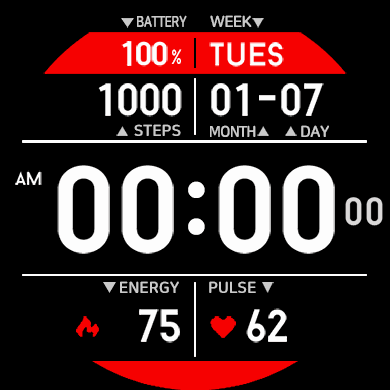 ▼BATTERY WEEK▼
100% TUES
1000 01-07
▲ STEPS MONTH▲ ▲DAY
AM 00:00 00
▼ENERGY PULSE ▼
75 62